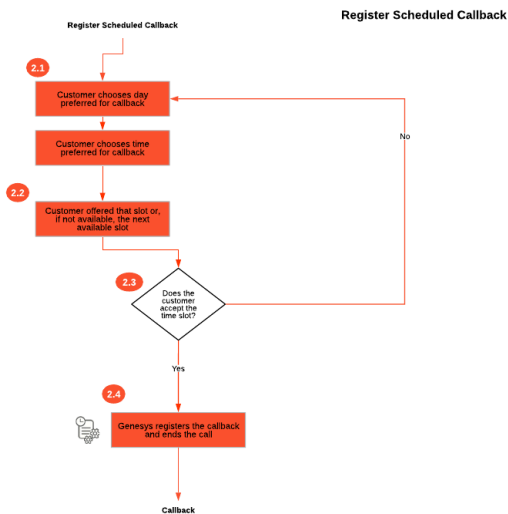 Register Scheduled Callback
Register Scheduled Callback
2.1
Customer chooses day
preferred for callback
No
Customer chooses time
preferred for callback
2.2
Customer offered that slot or,
if not available, the next
available slot
2.3
Does the
customer
accept the
time slot?
Yes
2.4
Genesys registers the callback
and ends the call
Callback